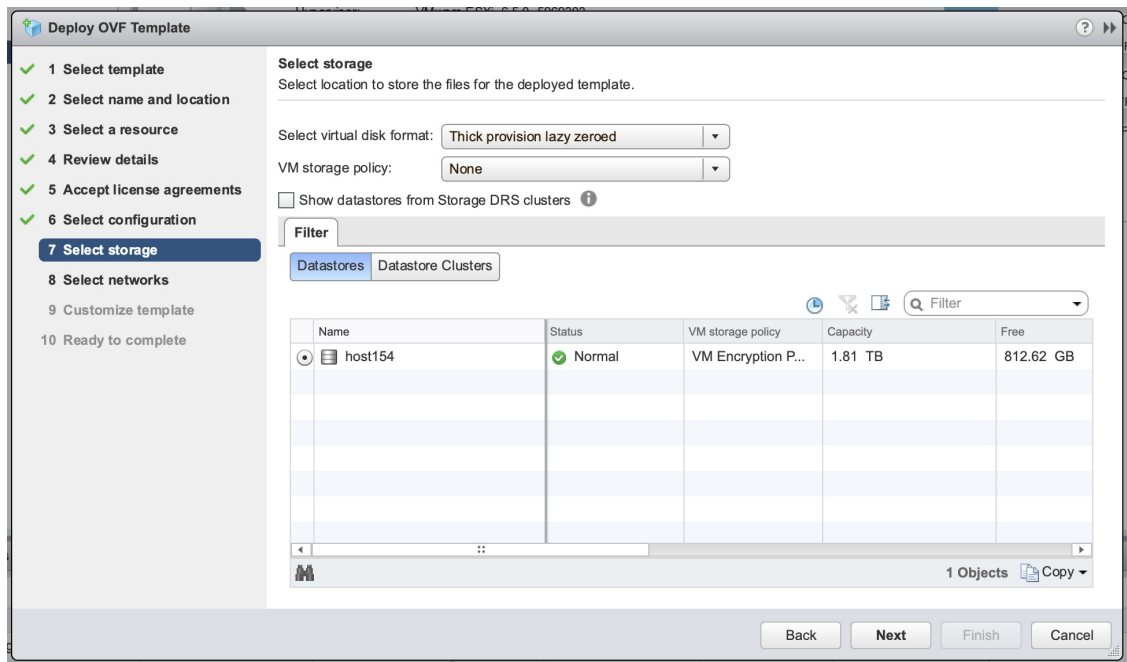 Deploy OVF Template
1 Select template
2 Select name and location
3 Select a resource
4 Review details
5 Accept license agreements
6 Select configuration
7 Select storage
8 Select networks
9 Customize template
10 Ready to complete
Select storage
Select location to store the files for the deployed template.
Select virtual disk format: Thick provision lazy zeroed
VM storage policy: None
Show datastores from Storage DRS clusters
Filter
Datastores Datastore Clusters
Filter
Name Status VM storage policy Capacity Free
host154 Normal VM Encryption P... 1.81 TB 812.62 GB
1 Objects Copy
Back Next Finish Cancel